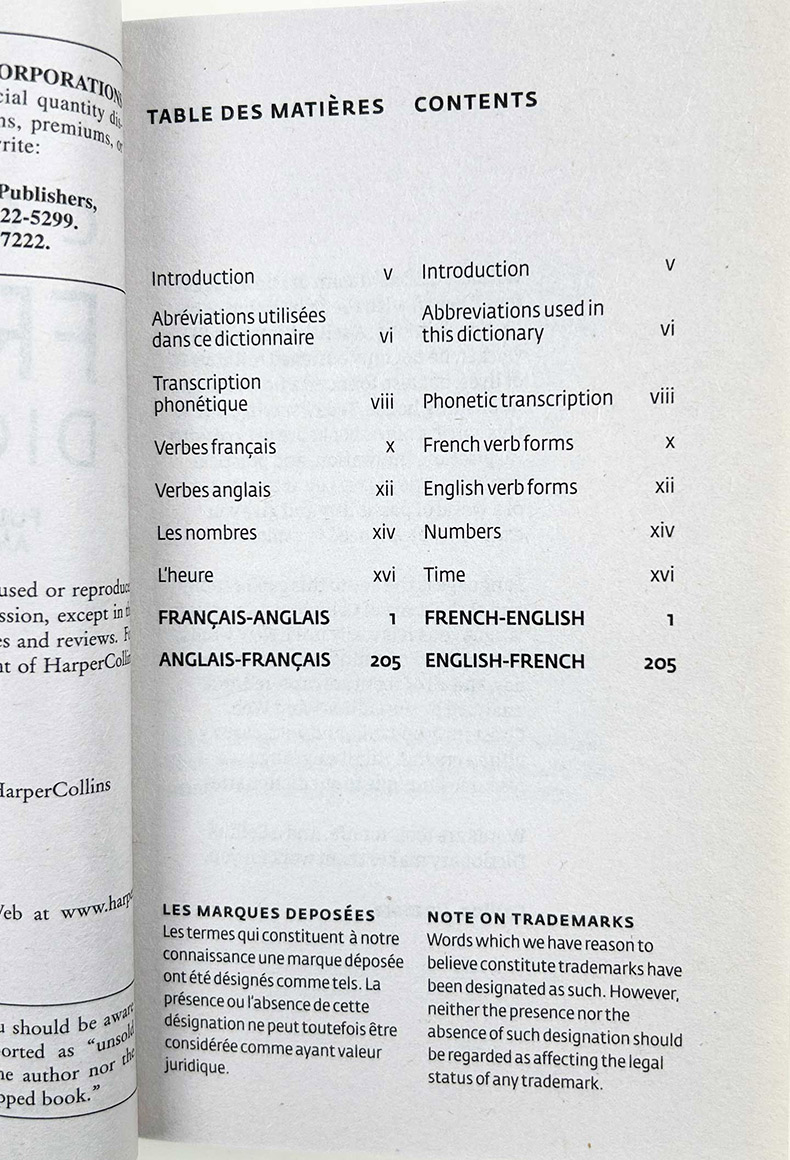 ORPORATIONS
cial quantity dis-
ns, premiums, or
rite:
Publishers,
22-5299.
7222.
used or
ssion, except in
es and reviews.
nt of
HarperCollins
Web at
u should be aware
orted as “unsold
he author nor the
pped book.”
TABLE DES MATIÈRES CONTENTS
Introduction v
Abréviations utilisées
dans ce dictionnaire vi
Transcription
phonétique viii
Verbes français x
Verbes anglais xii
Les nombres xiv
L'heure xvi
FRANÇAIS-ANGLAIS 1
ANGLAIS-FRANÇAIS 205
Introduction v
Abbreviations used in
this dictionary vi
Phonetic transcription viii
French verb forms x
English verb forms xii
Numbers xiv
Time xvi
FRENCH-ENGLISH 1
ENGLISH-FRENCH 205
LES MARQUES DEPOSÉES
Les termes qui constituent à notre
connaissance une marque déposée
ont été désignés comme tels. La
présence ou l'absence de cette
désignation ne peut toutefois être
considérée comme ayant valeur
juridique.
NOTE ON TRADEMARKS
Words which we have reason to
believe constitute trademarks have
been designated as such. However,
neither the presence nor the
absence of such designation should
be regarded as affecting the legal
status of any trademark.